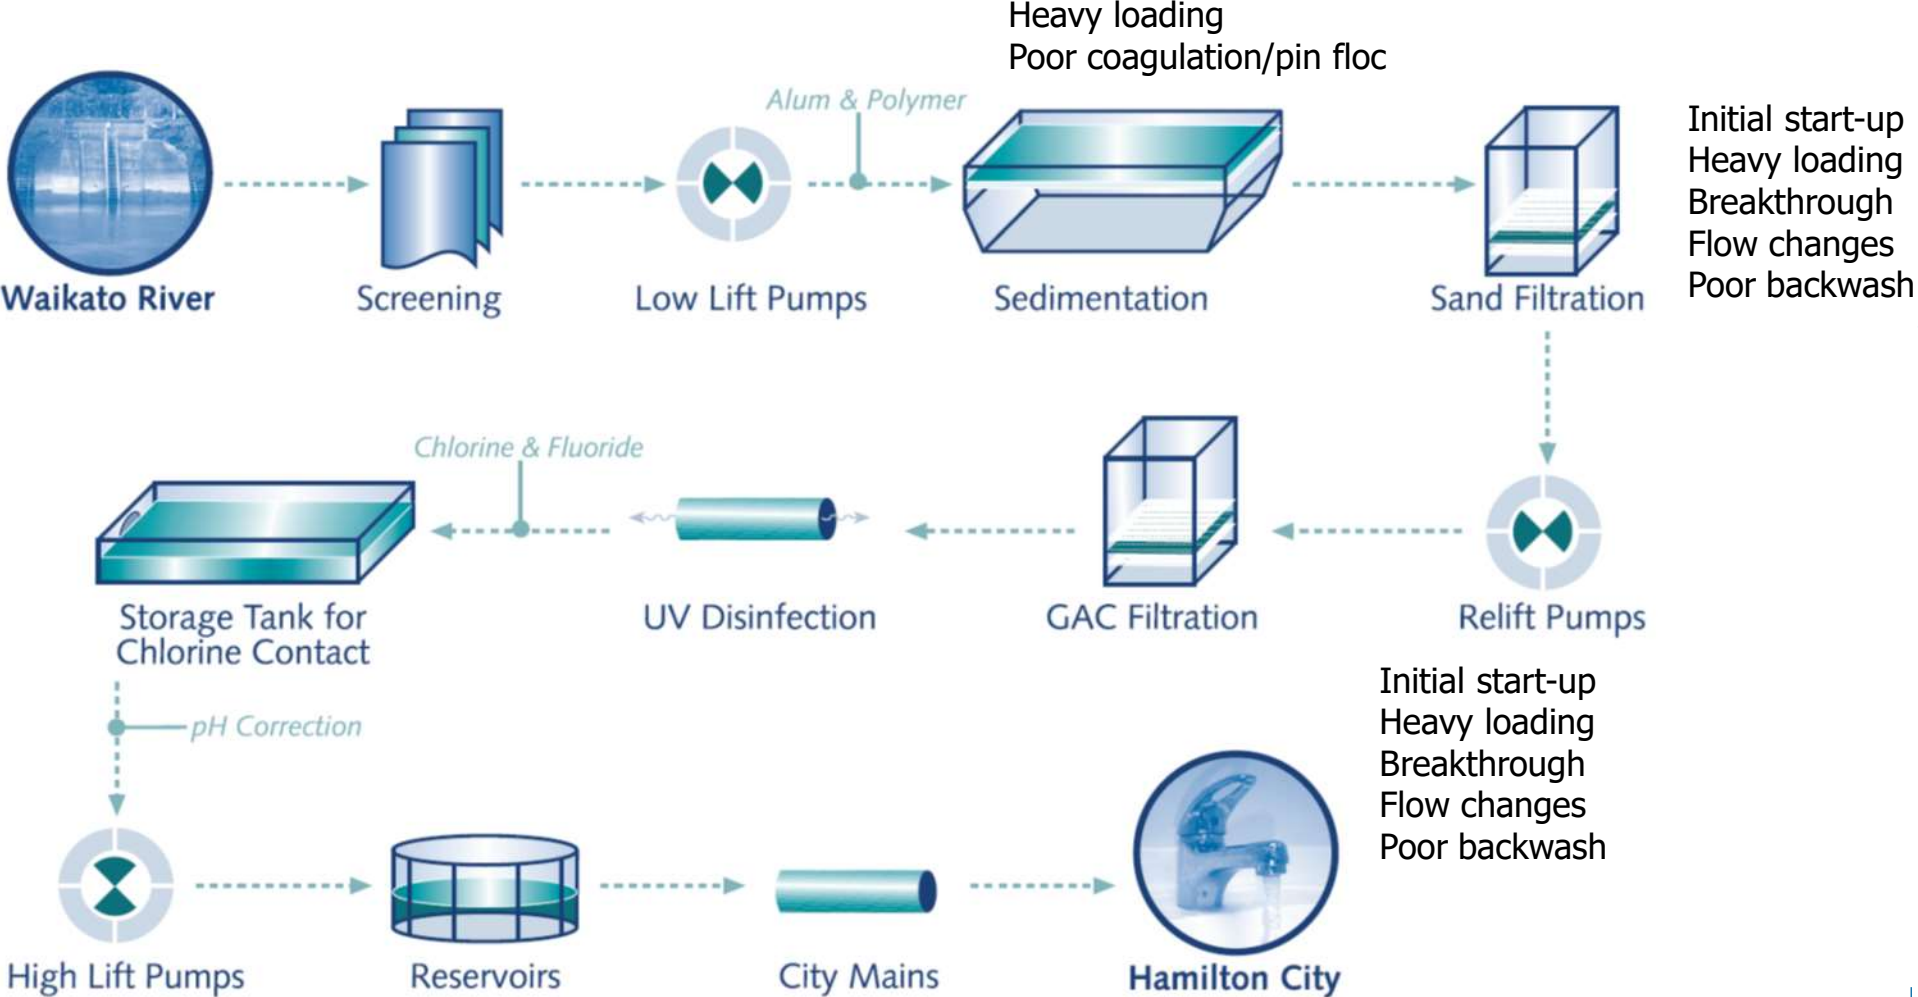 Heavy loading
Poor coagulation/pin floc
Alum & Polymer
Initial start-up
Heavy loading
Breakthrough
Flow changes
Poor backwash
Waikato River
Screening
Low Lift Pumps
Sedimentation
Sand Filtration
Chlorine & Fluoride
Storage Tank for
Chlorine Contact
UV Disinfection
GAC Filtration
Relift Pumps
Initial start-up
Heavy loading
Breakthrough
Flow changes
Poor backwash
pH Correction
High Lift Pumps
Reservoirs
City Mains
Hamilton City